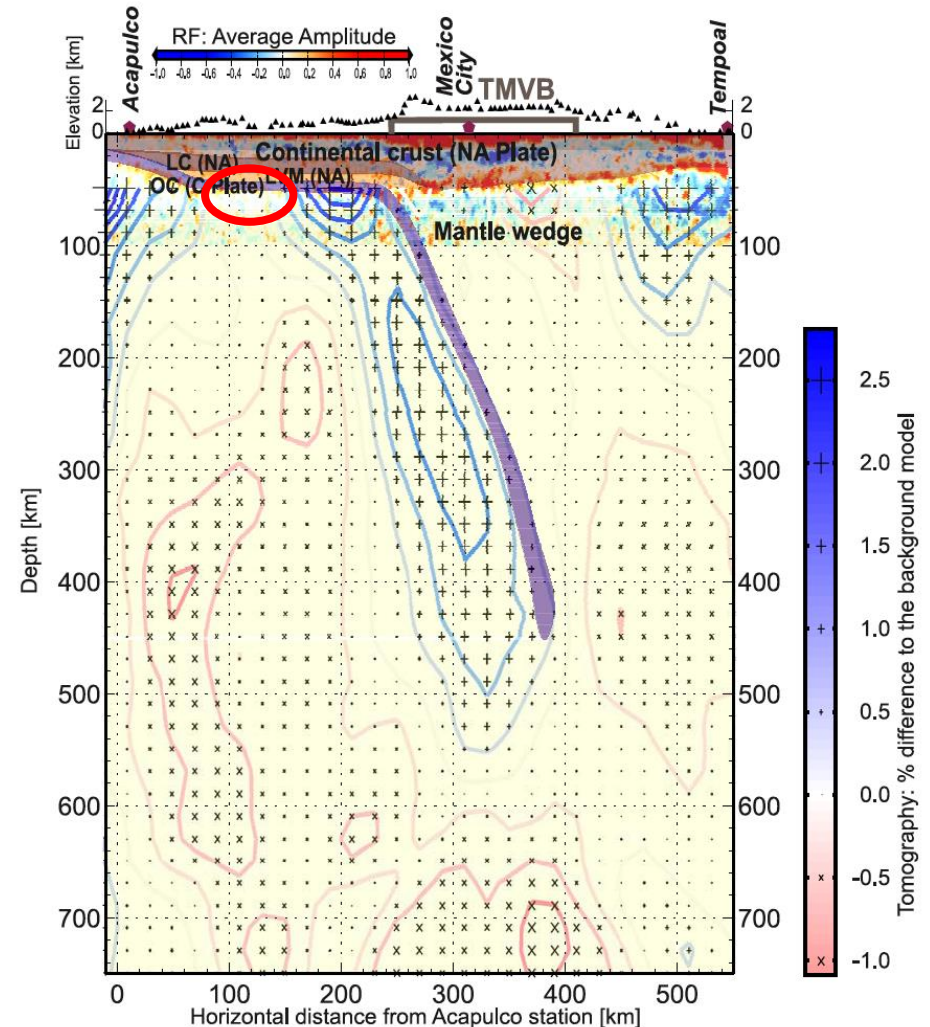 Acapulco
RF: Average Amplitude
-1.0 -0.8 -0.6 -0.4 -0.2 0.0 0.2 0.4 0.6 0.8 1.0
Mexico
City
TMVB
Tempoal
Elevation [km]
2
0
2
0
Continental crust (NA Plate)
LC (NA)
LVM (NA)
OC (C Plate)
Mantle wedge
Depth [km]
100
200
300
400
500
600
700
100
200
300
400
500
600
700
0 100 200 300 400 500
Horizontal distance from Acapulco station [km]
2.5
2.0
1.5
1.0
0.5
0.0
-0.5
-1.0
Tomography: % difference to the background model